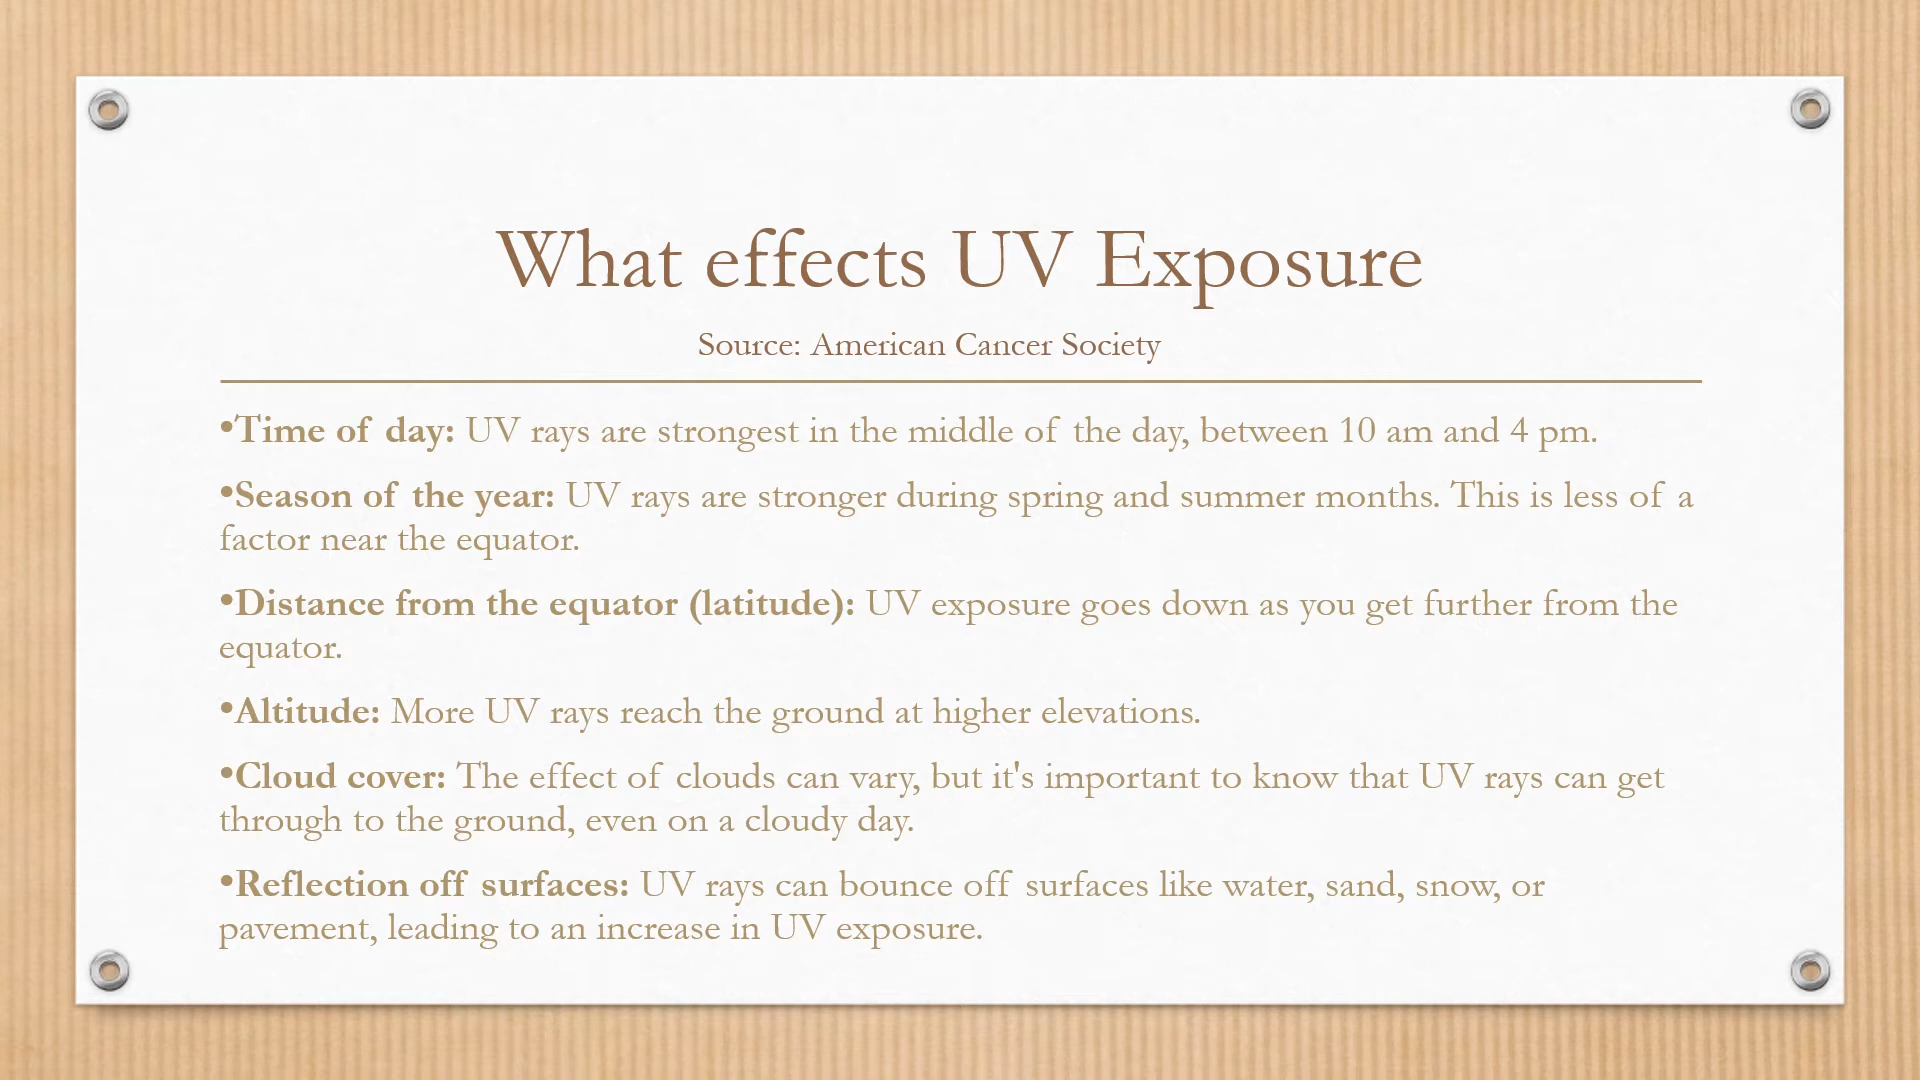 What effects UV Exposure
Source: American Cancer Society
•Time of day: UV rays are strongest in the middle of the day, between 10 am and 4 pm.
•Season of the year: UV rays are stronger during spring and summer months. This is less of a
factor near the equator.
•Distance from the equator (latitude): UV exposure goes down as you get further from the
equator.
•Altitude: More UV rays reach the ground at higher elevations.
•Cloud cover: The effect of clouds can vary, but it's important to know that UV rays can get
through to the ground, even on a cloudy day.
•Reflection off surfaces: UV rays can bounce off surfaces like water, sand, snow, or
pavement, leading to an increase in UV exposure.